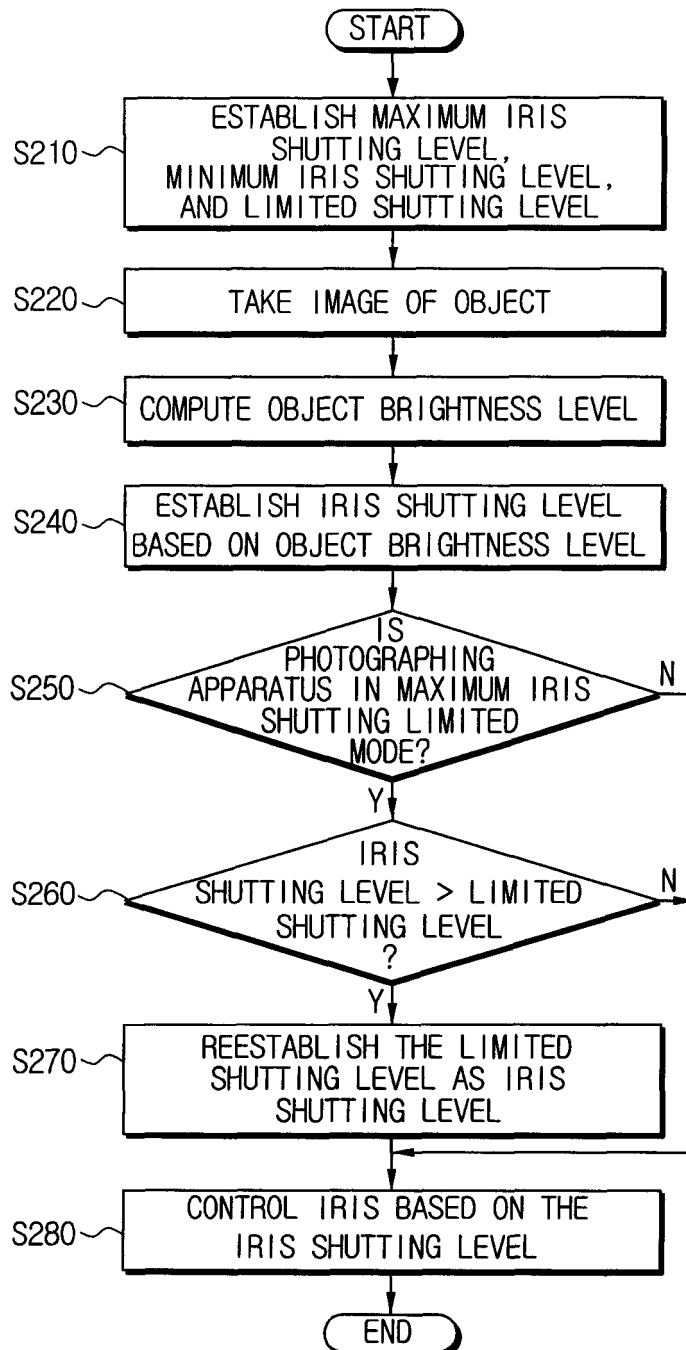 START
S210
ESTABLISH MAXIMUM IRIS
SHUTTING LEVEL,
MINIMUM IRIS SHUTTING LEVEL,
AND LIMITED SHUTTING LEVEL
S220
TAKE IMAGE OF OBJECT
S230
COMPUTE OBJECT BRIGHTNESS LEVEL
S240
ESTABLISH IRIS SHUTTING LEVEL
BASED ON OBJECT BRIGHTNESS LEVEL
S250
IS
PHOTOGRAPHING
APPARATUS IN MAXIMUM IRIS
SHUTTING LIMITED
MODE?
N
Y
S260
IRIS
SHUTTING LEVEL > LIMITED
SHUTTING LEVEL
?
N
Y
S270
REESTABLISH THE LIMITED
SHUTTING LEVEL AS IRIS
SHUTTING LEVEL
S280
CONTROL IRIS BASED ON THE
IRIS SHUTTING LEVEL
END